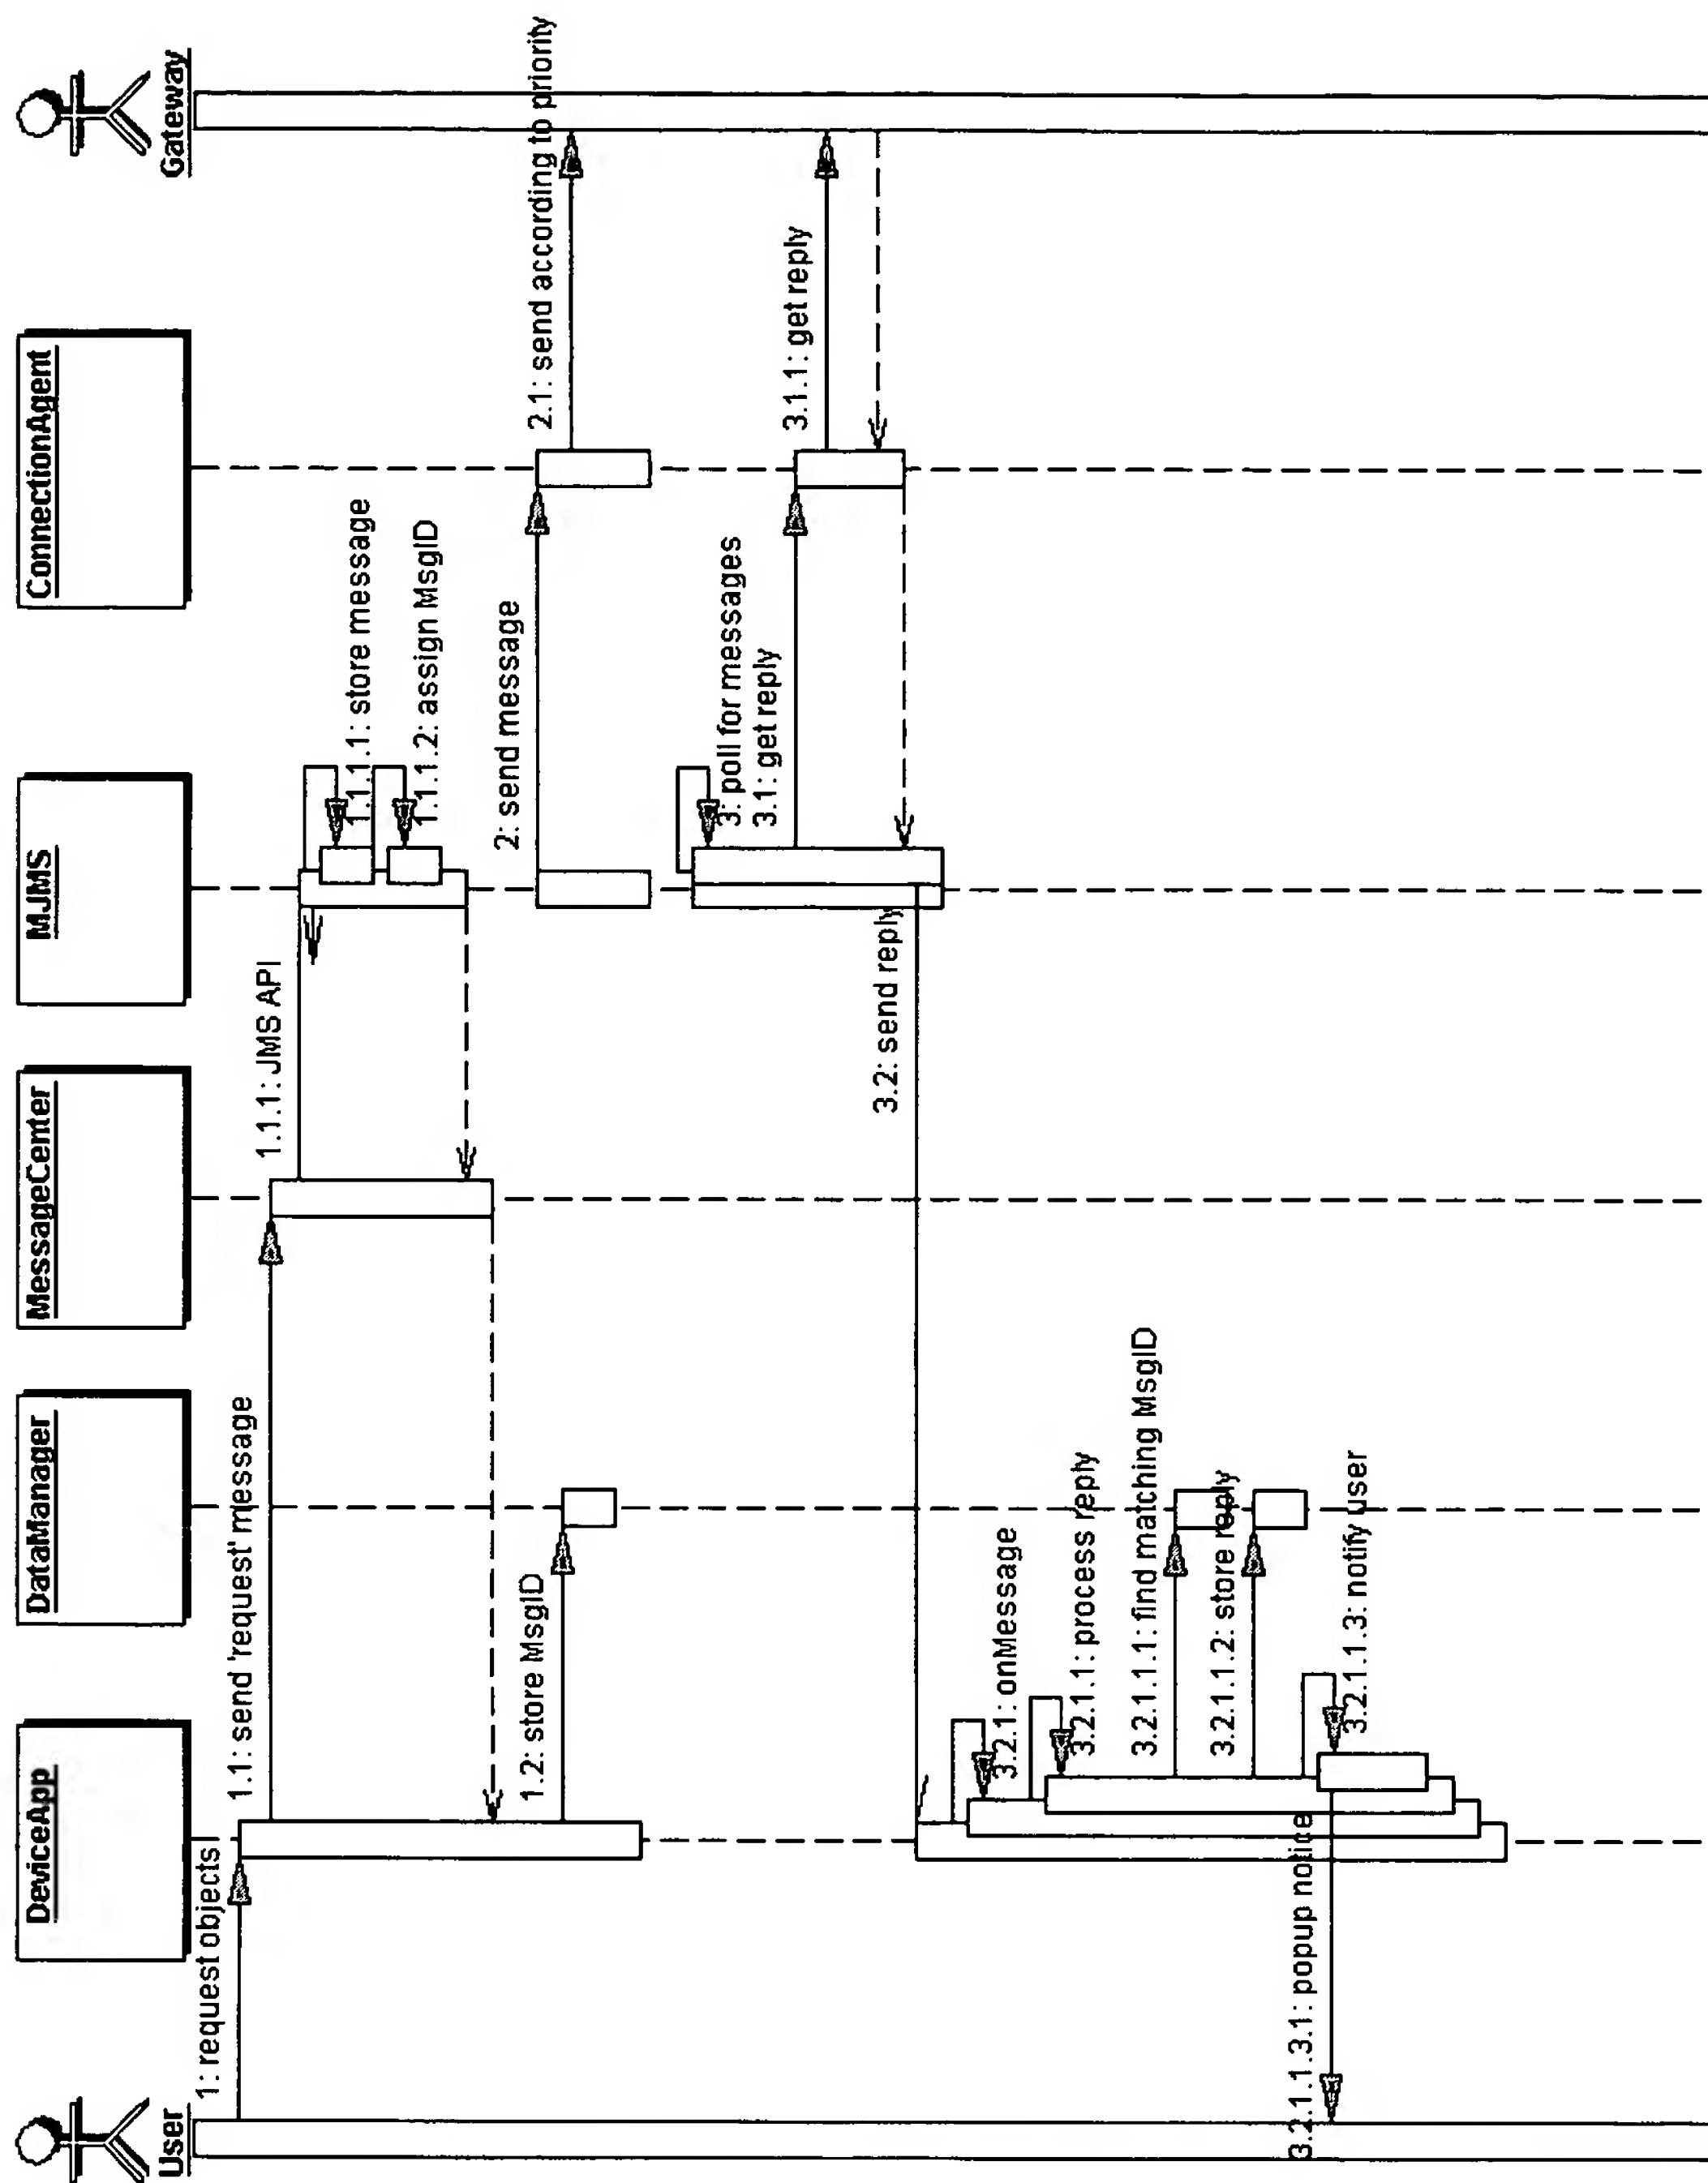 User
DeviceApp
DataManager
MessageCenter
MJMS
ConnectionAgent
Gateway
1: request objects
1.1: send 'request' message
1.1.1: JMS API
1.1.1.1: store message
1.1.1.2: assign MsgID
2: send message
2.1: send according to priority
1.2: store MsgID
3: poll for messages
3.1: get reply
3.1.1: get reply
3.2: send reply
3.2.1: onMessage
3.2.1.1: process reply
3.2.1.1.1: find matching MsgID
3.2.1.1.2: store reply
3.2.1.1.3: notify user
3.2.1.1.3.1: popup notice